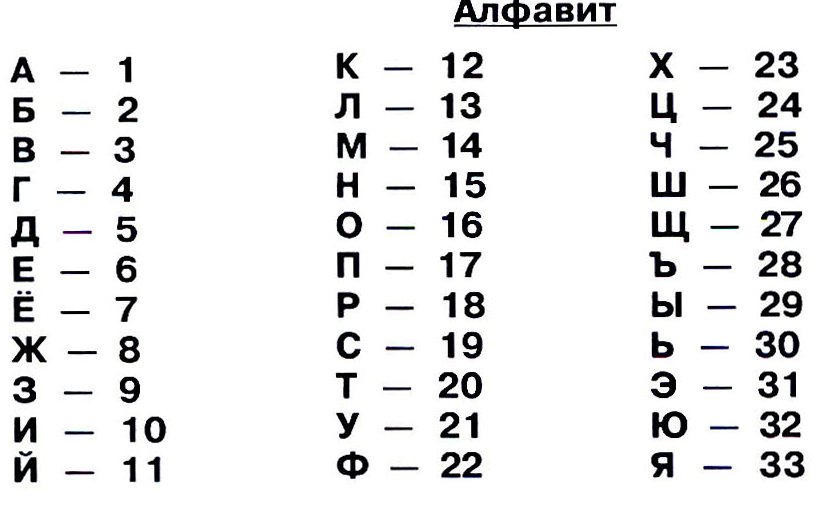 Алфавит
А — 1
Б — 2
В — 3
Г — 4
Д — 5
Е — 6
Ё — 7
Ж — 8
З — 9
И — 10
Й — 11
К — 12
Л — 13
М — 14
Н — 15
О — 16
П — 17
Р — 18
С — 19
Т — 20
У — 21
Ф — 22
Х — 23
Ц — 24
Ч — 25
Ш — 26
Щ — 27
Ъ — 28
Ы — 29
Ь — 30
Э — 31
Ю — 32
Я — 33